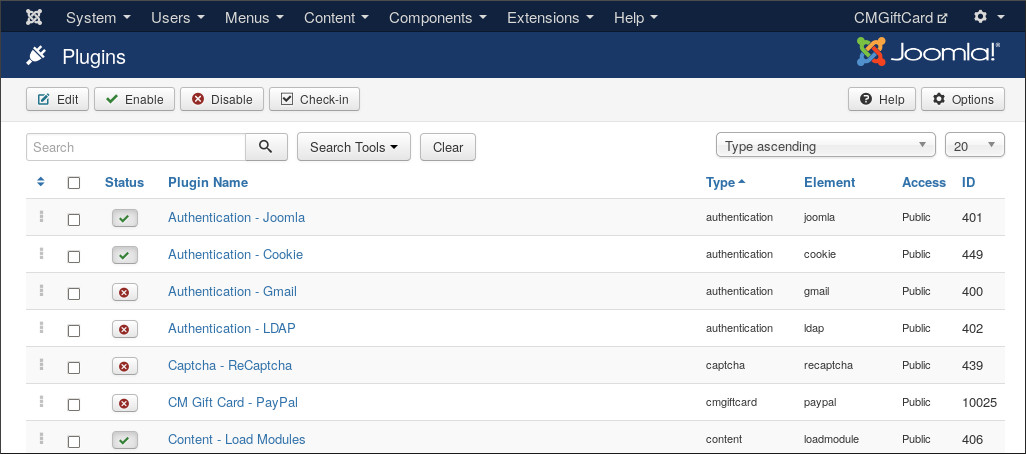 System Users Menus Content Components Extensions Help CMGiftCard
Plugins Joomla!®
Edit Enable Disable Check-in Help Options
Search Search Tools Clear Type ascending 20
Status Plugin Name Type Element Access ID
Authentication - Joomla authentication joomla Public 401
Authentication - Cookie authentication cookie Public 449
Authentication - Gmail authentication gmail Public 400
Authentication - LDAP authentication ldap Public 402
Captcha - ReCaptcha captcha recaptcha Public 439
CM Gift Card - PayPal cmgiftcard paypal Public 10025
Content - Load Modules content loadmodule Public 406